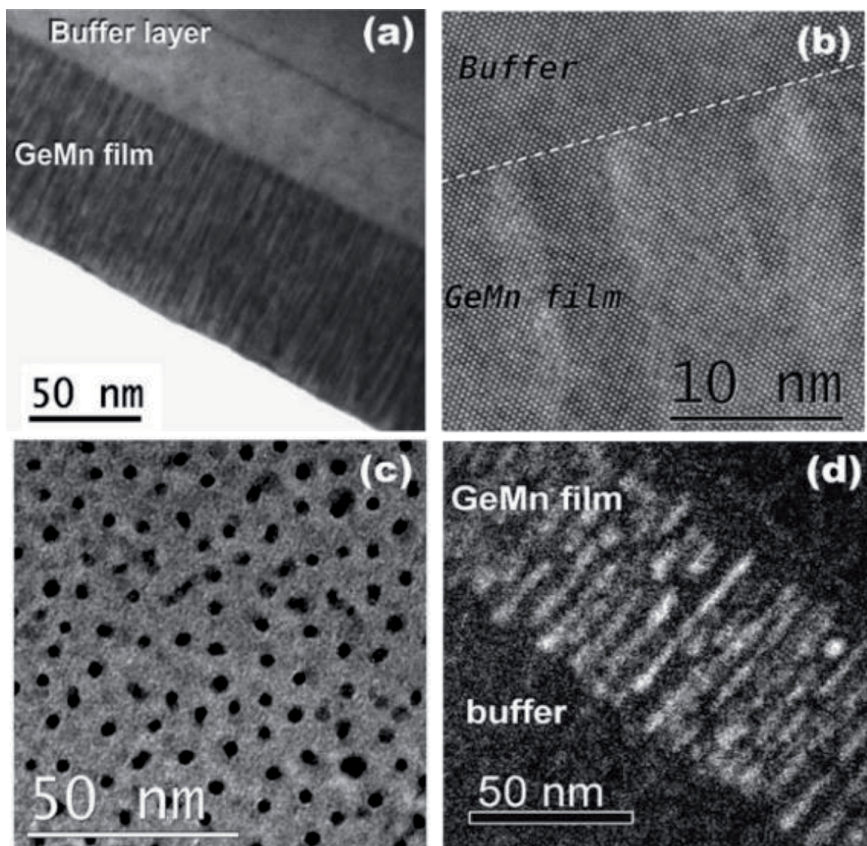 Buffer layer
(a)
GeMn film
50 nm
(b)
Buffer
GeMn film
10 nm
(c)
50 nm
(d)
GeMn film
buffer
50 nm